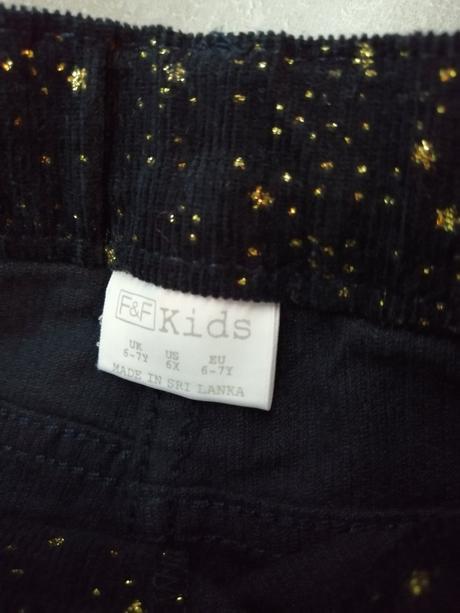 F&F Kids
UK US EU
6-7Y 6X 6-7Y
MADE IN SRI LANKA